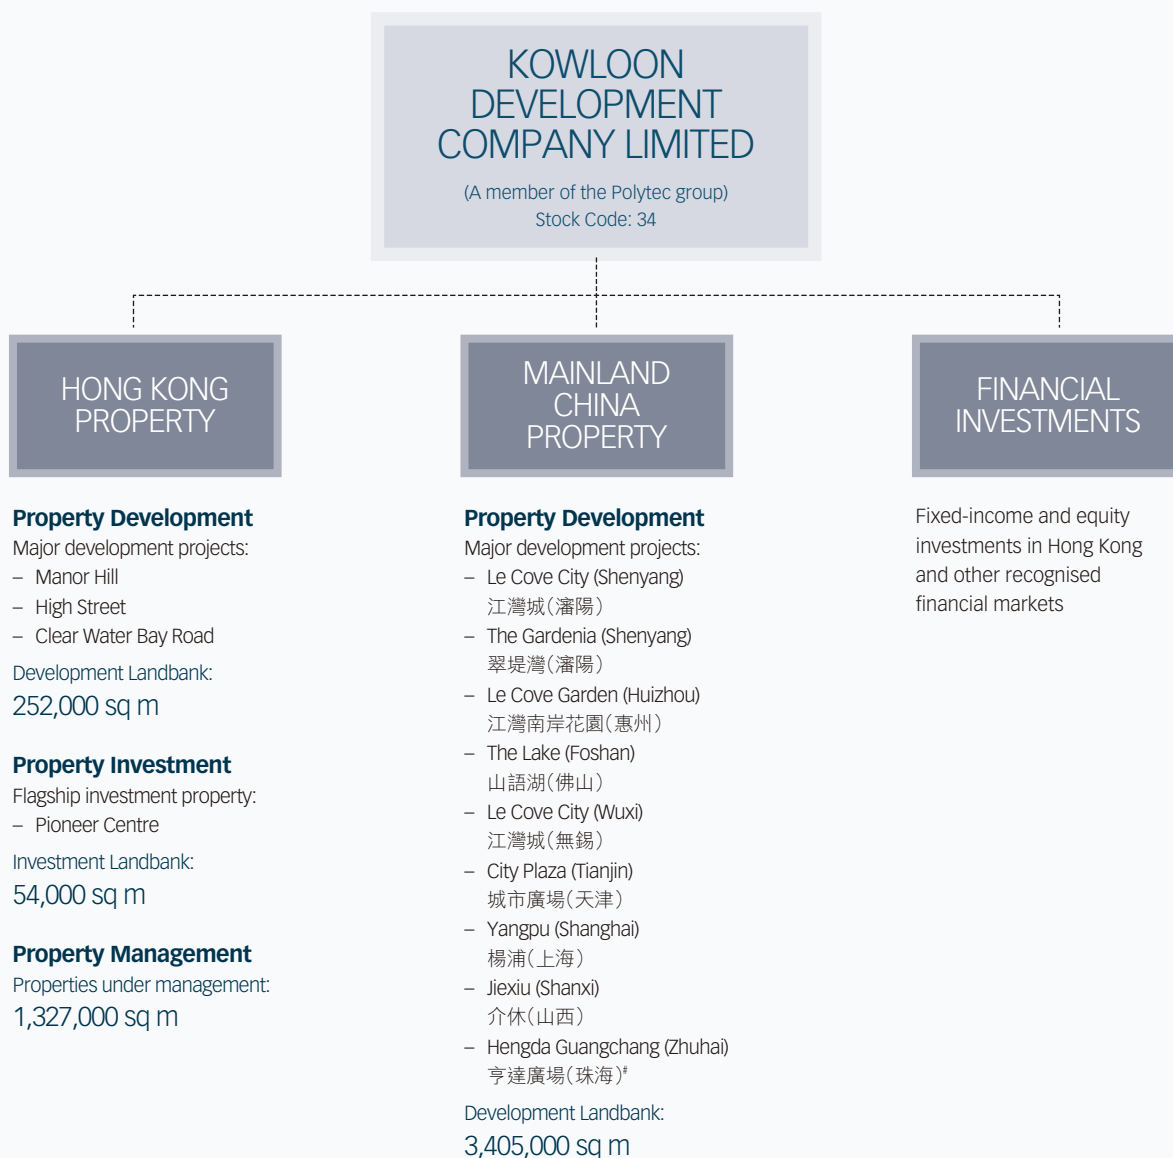 KOWLOON
DEVELOPMENT
COMPANY LIMITED
(A member of the Polytec group)
Stock Code: 34
HONG KONG
PROPERTY
Property Development
Major development projects:
– Manor Hill
– High Street
– Clear Water Bay Road
Development Landbank:
252,000 sq m
Property Investment
Flagship investment property:
– Pioneer Centre
Investment Landbank:
54,000 sq m
Property Management
Properties under management:
1,327,000 sq m
MAINLAND
CHINA
PROPERTY
Property Development
Major development projects:
– Le Cove City (Shenyang)
江灣城(瀋陽)
– The Gardenia (Shenyang)
翠堤灣(瀋陽)
– Le Cove Garden (Huizhou)
江灣南岸花園(惠州)
– The Lake (Foshan)
山語湖(佛山)
– Le Cove City (Wuxi)
江灣城(無錫)
– City Plaza (Tianjin)
城市廣場(天津)
– Yangpu (Shanghai)
楊浦(上海)
– Jiexiu (Shanxi)
介休(山西)
– Hengda Guangchang (Zhuhai)
亨達廣場(珠海)#
Development Landbank:
3,405,000 sq m
FINANCIAL
INVESTMENTS
Fixed-income and equity
investments in Hong Kong
and other recognised
financial markets